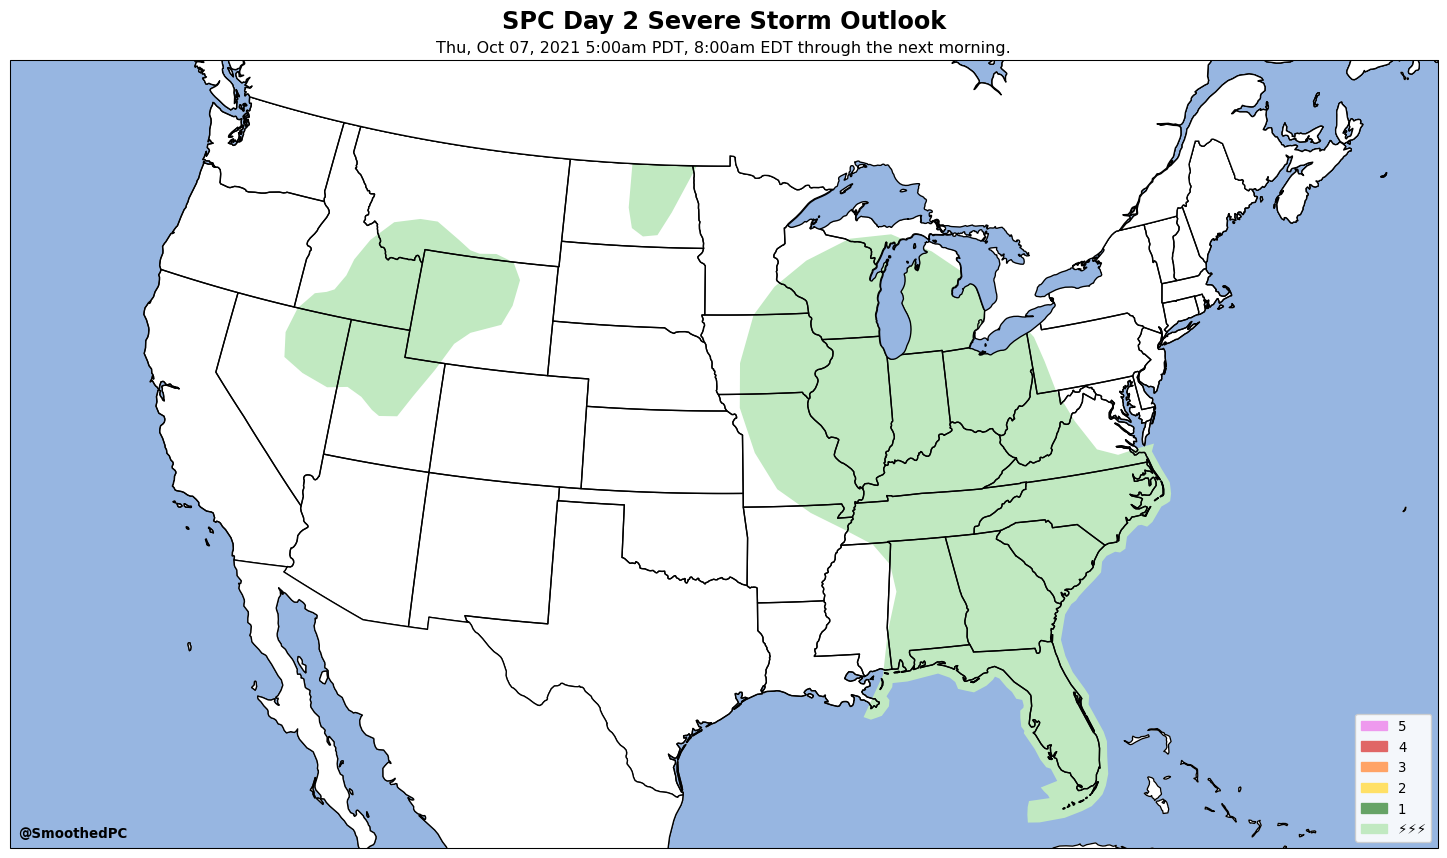 SPC Day 2 Severe Storm Outlook
Thu, Oct 07, 2021 5:00am PDT, 8:00am EDT through the next morning.
5
4
3
2
1
⚡⚡⚡
@SmoothedPC